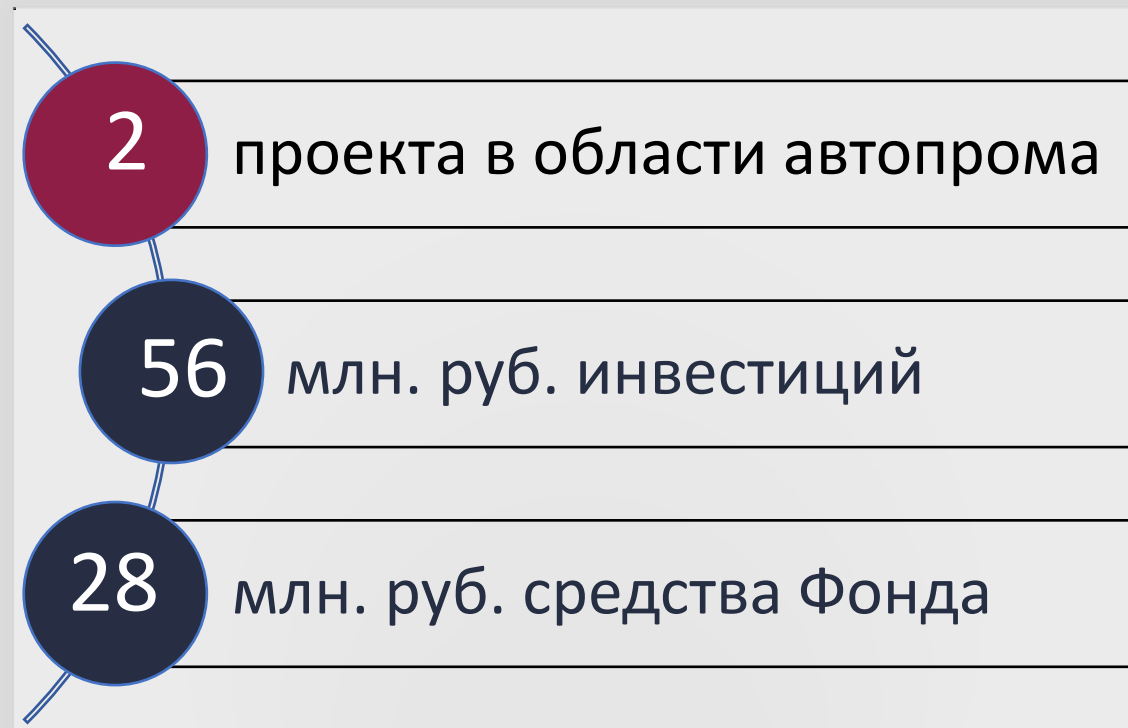 2 проекта в области автопрома
56 млн. руб. инвестиций
28 млн. руб. средства Фонда